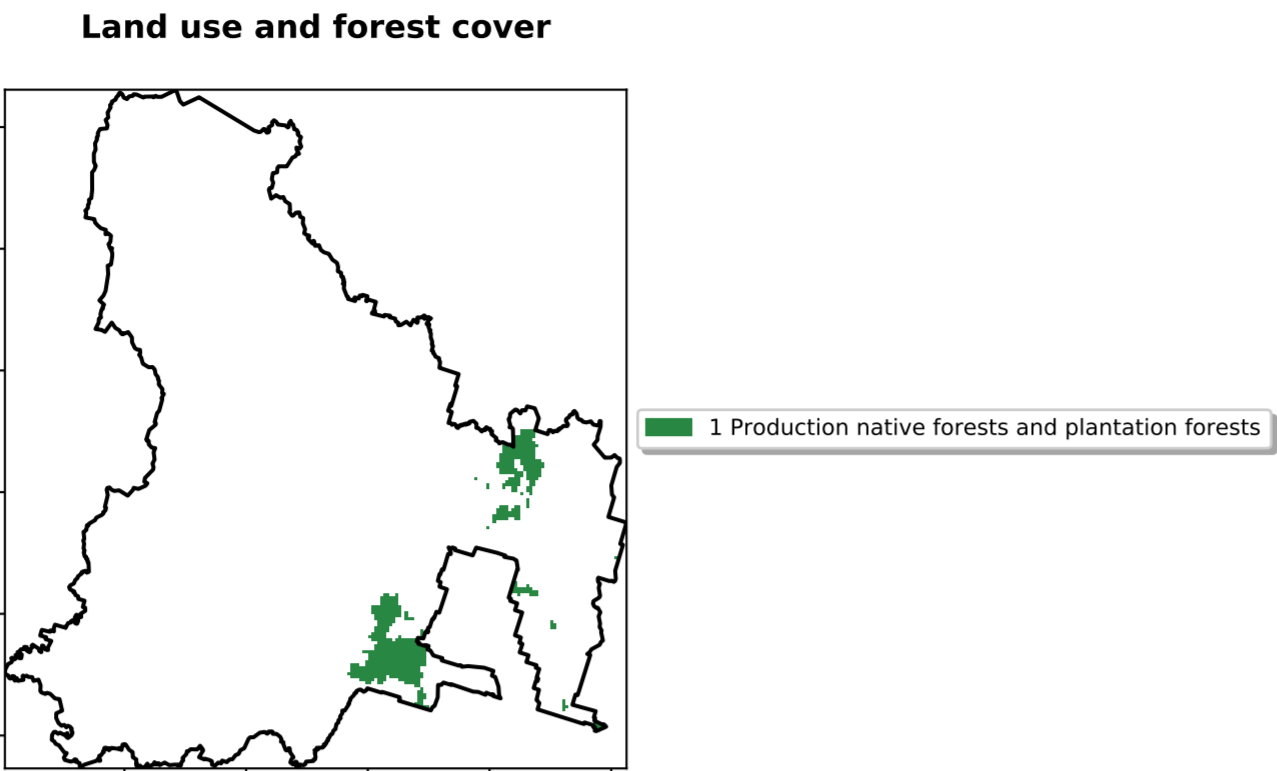 Land use and forest cover
1 Production native forests and plantation forests